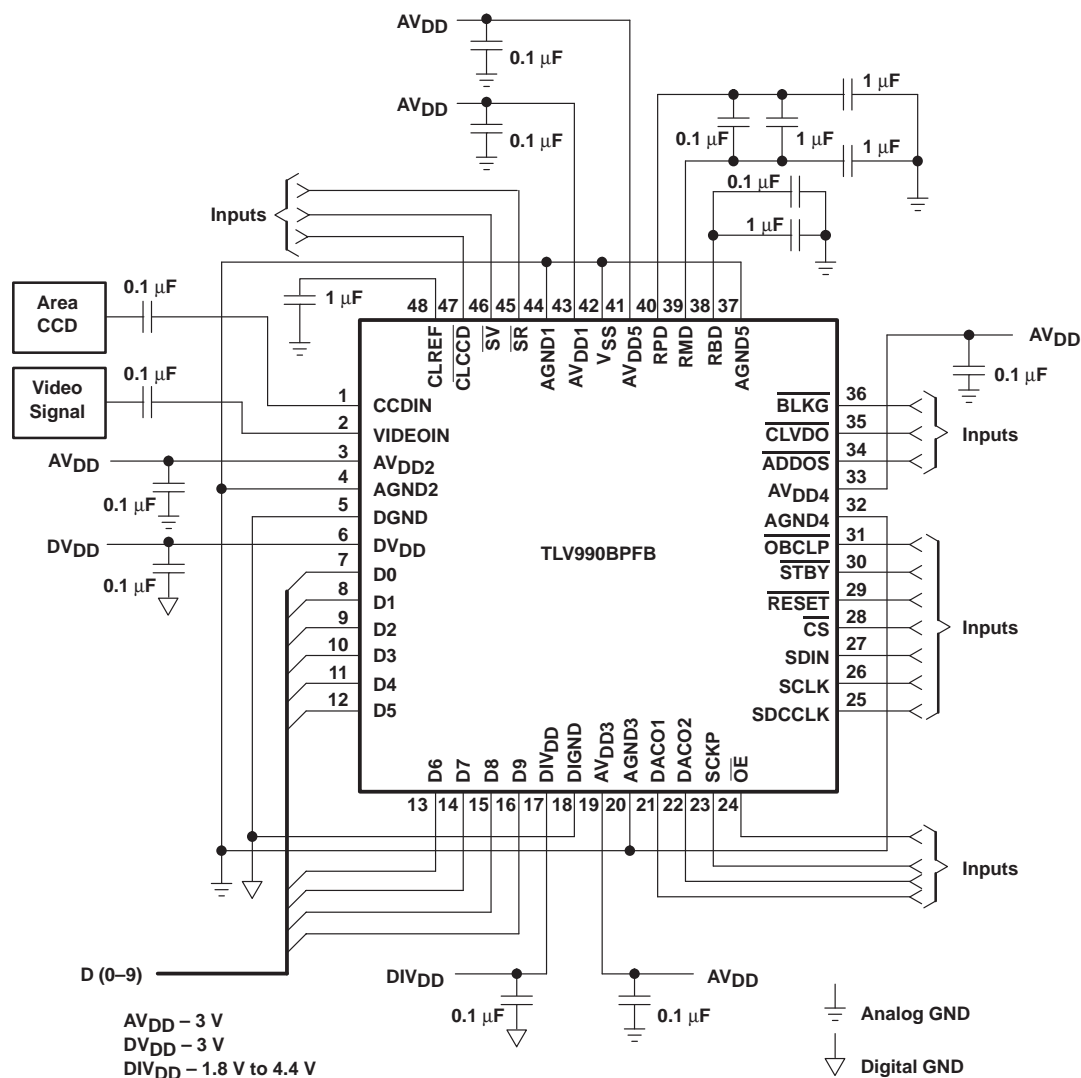 AVDD
0.1 μF
AVDD
0.1 μF
1 μF
0.1 μF
1 μF
1 μF
0.1 μF
1 μF
Inputs
Area
CCD
0.1 μF
1 μF
Video
Signal
0.1 μF
48 47 46 45 44 43 42 41 40 39 38 37
CLREF
CLCCD
SV
SR
AGND1
AVDD1
VSS
AVDD5
RPD
RMD
RBD
AGND5
AVDD
0.1 μF
1 CCDIN
2 VIDEOIN
AVDD
3 AVDD2
0.1 μF
4 AGND2
5 DGND
DVDD
6 DVDD
0.1 μF
7 D0
8 D1
9 D2
10 D3
11 D4
12 D5
TLV990BPFB
BLKG 36
CLVDO 35
ADDOS 34
Inputs
AVDD4 33
AGND4 32
OBCLP 31
STBY 30
RESET 29
CS 28
SDIN 27
SCLK 26
SDCCLK 25
Inputs
D6
D7
D8
D9
DIVDD
DIGND
AVDD3
AGND3
DACO1
DACO2
SCKP
OE
13 14 15 16 17 18 19 20 21 22 23 24
Inputs
D (0–9)
DIVDD
0.1 μF
AVDD
0.1 μF
AVDD – 3 V
DVDD – 3 V
DIVDD – 1.8 V to 4.4 V
Analog GND
Digital GND